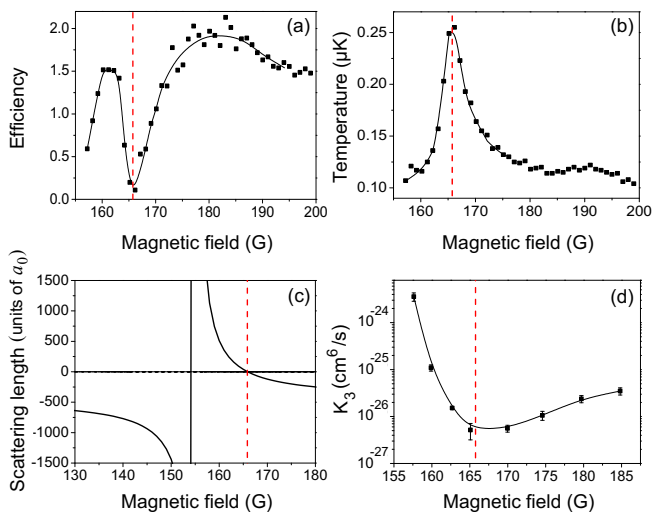 (a)
Efficiency
2.0
1.5
1.0
0.5
0.0
160 170 180 190 200
Magnetic field (G)
(b)
Temperature (μK)
0.25
0.20
0.15
0.10
160 170 180 190 200
Magnetic field (G)
(c)
Scattering length (units of a₀)
1500
1000
500
0
-500
-1000
-1500
130 140 150 160 170 180
Magnetic field (G)
(d)
K₃ (cm⁶/s)
10⁻²⁴
10⁻²⁵
10⁻²⁶
10⁻²⁷
155 160 165 170 175 180 185
Magnetic field (G)